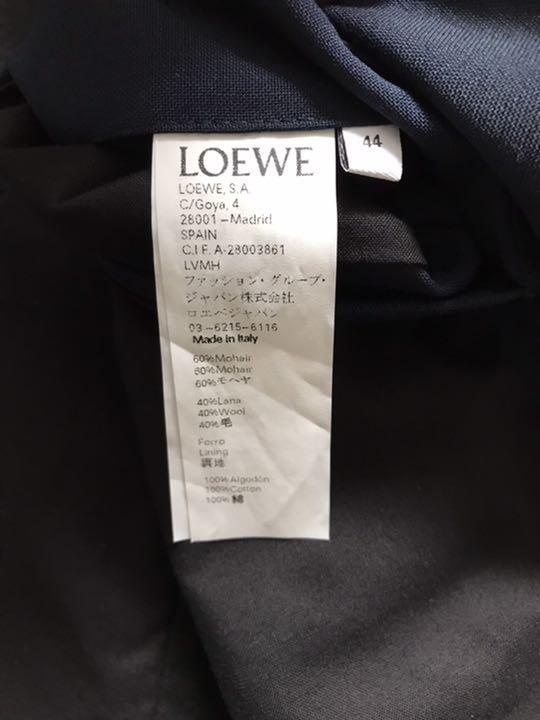 LOEWE
44
LOEWE, S.A.
C/Goya, 4
28001 – Madrid
SPAIN
C.I.F. A-28003861
LVMH
ファッション・グループ・
ジャパン株式会社
ロエベジャパン
03-6215-6116
Made in Italy
60%Mohair
60%Mohair
60%モヘヤ
40%Lana
40%Wool
40%毛
Forro
Lining
裏地
100%Algodón
100%Cotton
100%綿